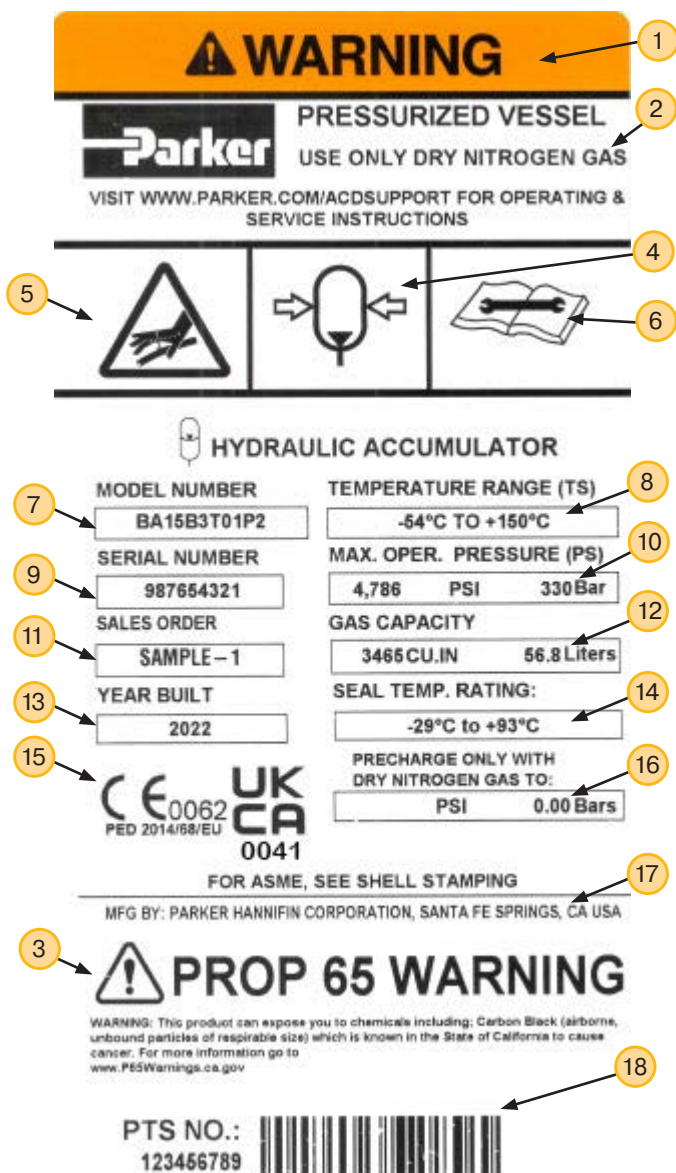 WARNING
1
Parker
PRESSURIZED VESSEL
2
USE ONLY DRY NITROGEN GAS
VISIT WWW.PARKER.COM/ACDSUPPORT FOR OPERATING &
SERVICE INSTRUCTIONS
4
5
6
HYDRAULIC ACCUMULATOR
MODEL NUMBER
TEMPERATURE RANGE (TS)
8
7
BA15B3T01P2
-54°C TO +150°C
SERIAL NUMBER
MAX. OPER. PRESSURE (PS)
10
9
987654321
4,786 PSI 330 Bar
SALES ORDER
GAS CAPACITY
12
11
SAMPLE-1
3465 CU.IN 56.8 Liters
YEAR BUILT
SEAL TEMP. RATING:
14
13
2022
-29°C to +93°C
15
PRECHARGE ONLY WITH
DRY NITROGEN GAS TO:
16
PSI 0.00 Bars
CE 0062
PED 2014/68/EU
UK
CA
0041
FOR ASME, SEE SHELL STAMPING
17
MFG BY: PARKER HANNIFIN CORPORATION, SANTA FE SPRINGS, CA USA
3
PROP 65 WARNING
WARNING: This product can expose you to chemicals including; Carbon Black (airborne,
unbound particles of respirable size) which is known in the State of California to cause
cancer. For more information go to
www.P65Warnings.ca.gov
18
PTS NO.:
123456789